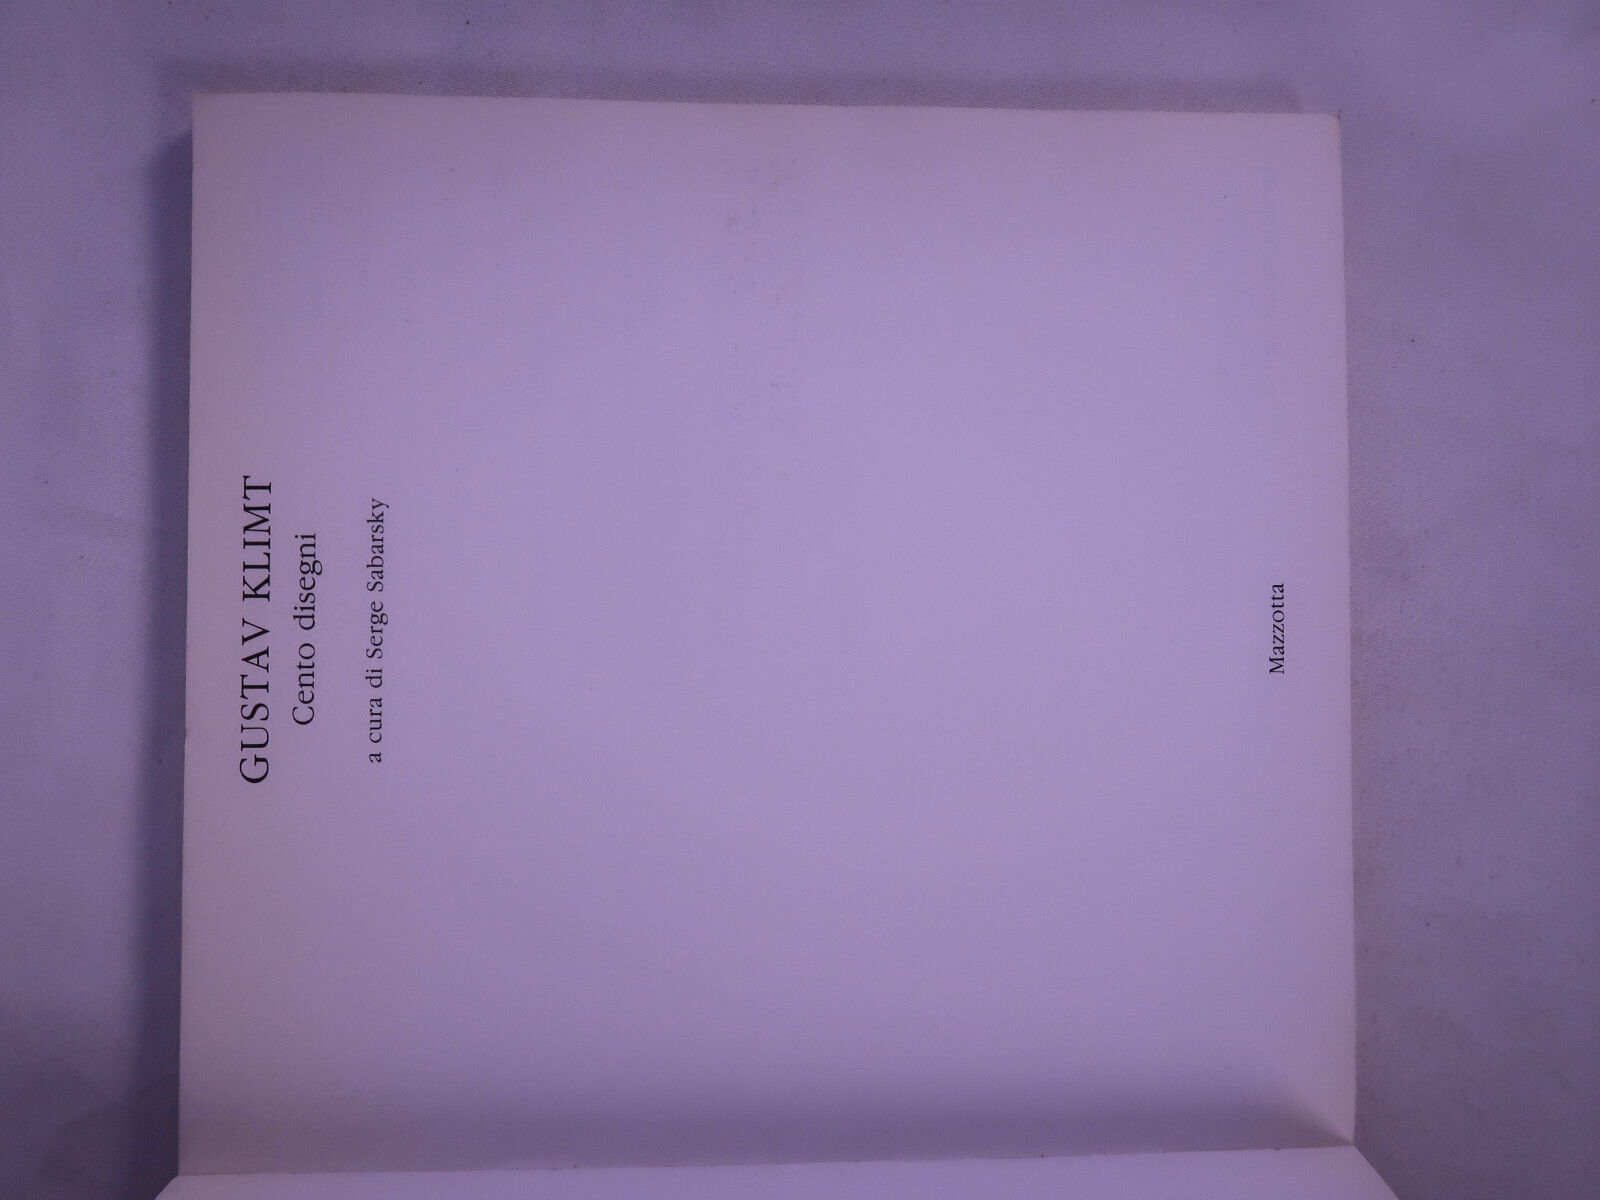 GUSTAV KLIMT
Cento disegni
a cura di Serge Sabarsky
Mazzotta